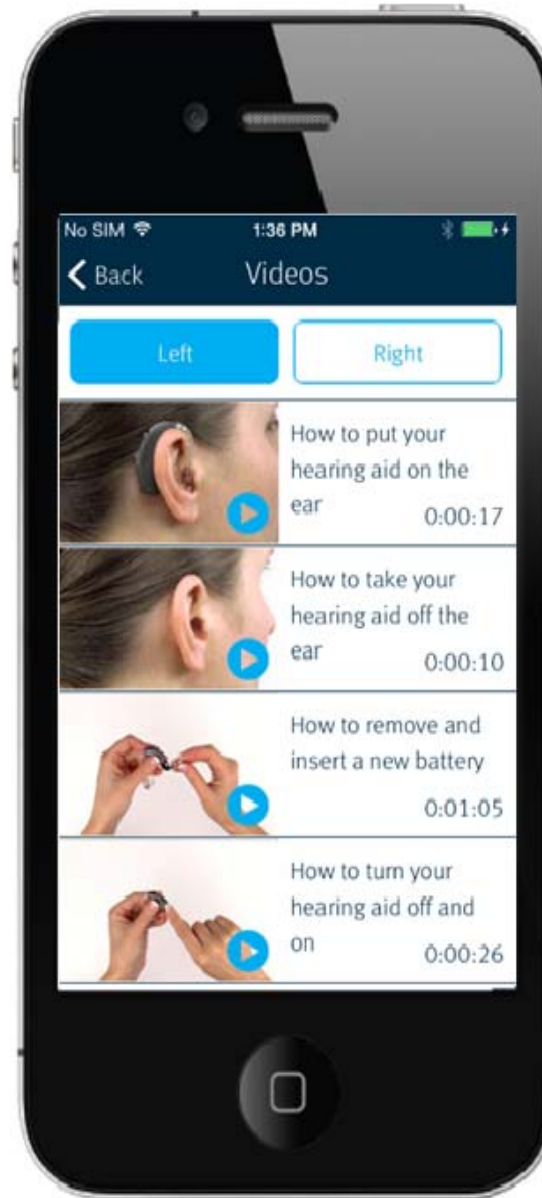 No SIM 1:36 PM
Back Videos
Left Right
How to put your
hearing aid on the
ear 0:00:17
How to take your
hearing aid off the
ear 0:00:10
How to remove and
insert a new battery
0:01:05
How to turn your
hearing aid off and
on 0:00:26